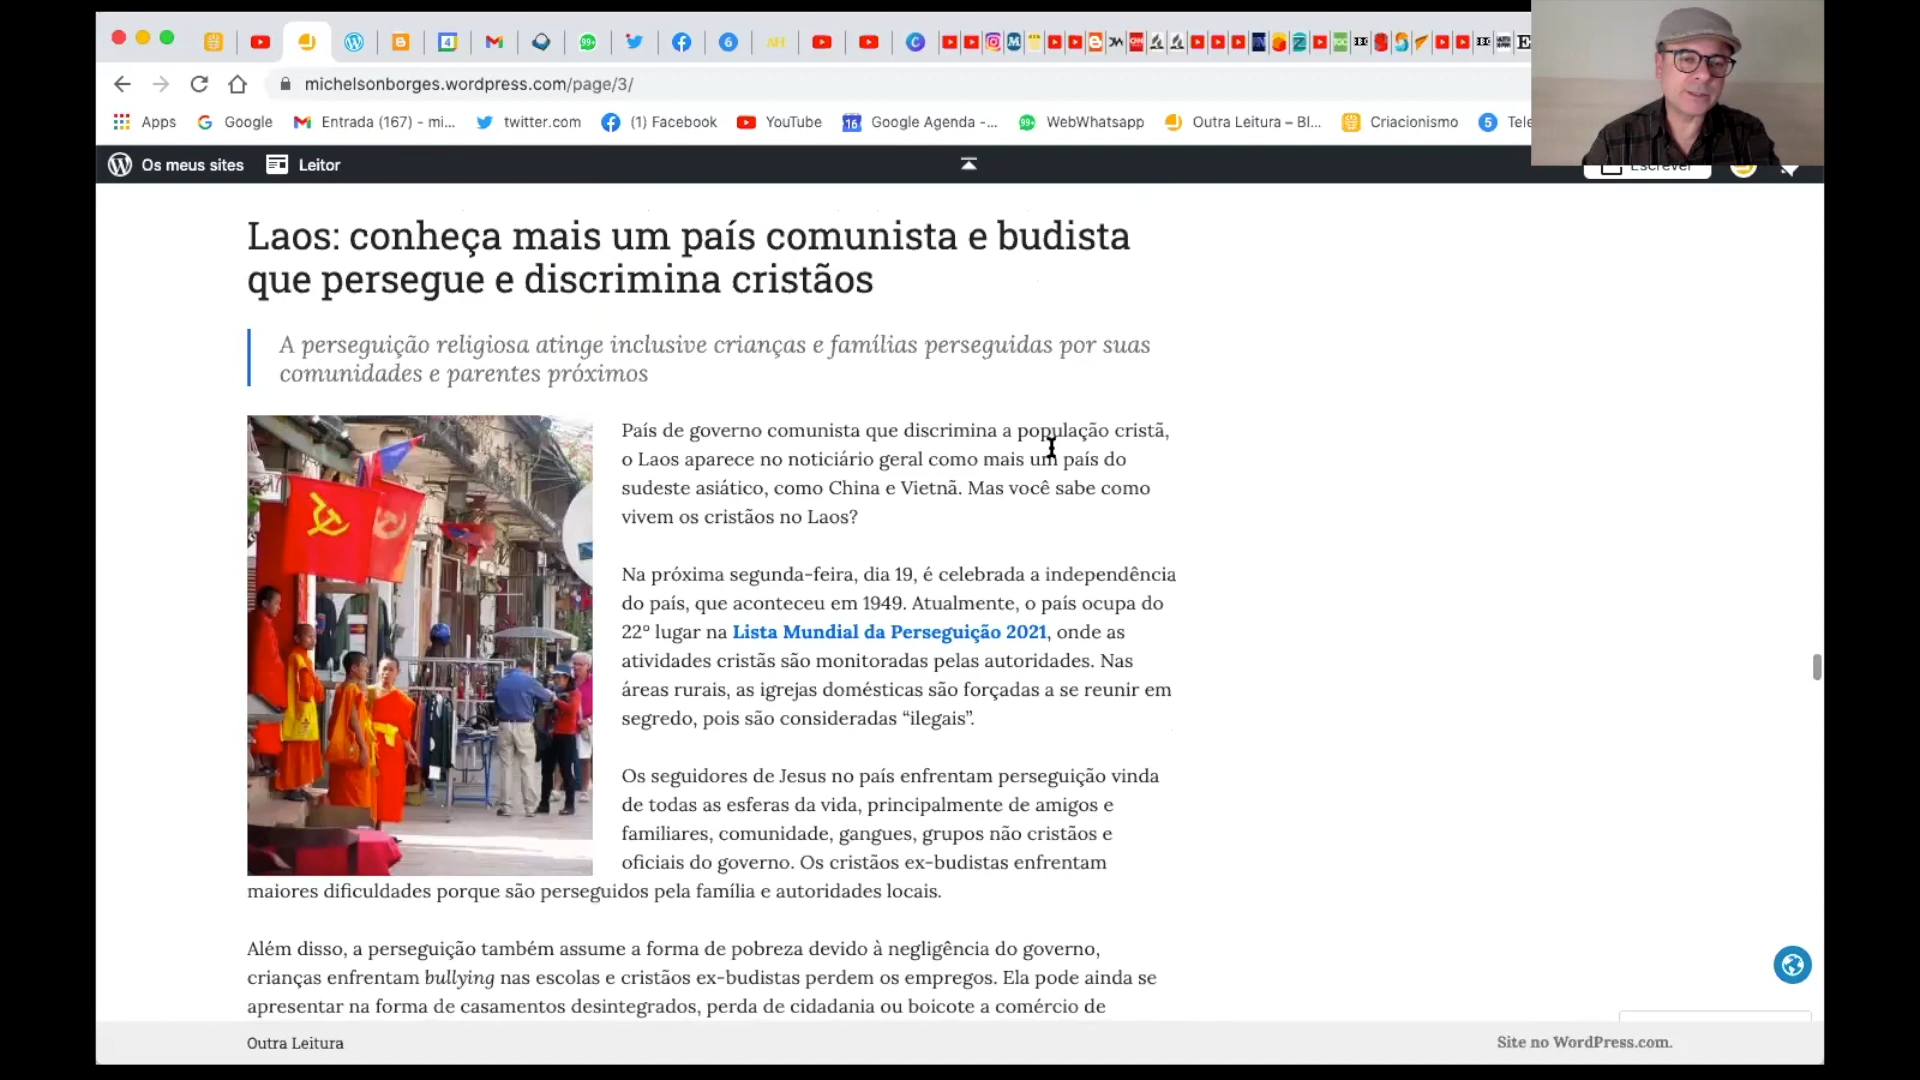 michelsonborges.wordpress.com/page/3/
Apps Google Entrada (167) - mi... twitter.com (1) Facebook YouTube 16 Google Agenda -... 99+ WebWhatsapp Outra Leitura – Bl... Criacionismo 5 Tele
Os meus sites Leitor Escrever
Laos: conheça mais um país comunista e budista
que persegue e discrimina cristãos
A perseguição religiosa atinge inclusive crianças e famílias perseguidas por suas
comunidades e parentes próximos
País de governo comunista que discrimina a população cristã,
o Laos aparece no noticiário geral como mais um país do
sudeste asiático, como China e Vietnã. Mas você sabe como
vivem os cristãos no Laos?
Na próxima segunda-feira, dia 19, é celebrada a independência
do país, que aconteceu em 1949. Atualmente, o país ocupa do
22º lugar na Lista Mundial da Perseguição 2021, onde as
atividades cristãs são monitoradas pelas autoridades. Nas
áreas rurais, as igrejas domésticas são forçadas a se reunir em
segredo, pois são consideradas “ilegais”.
Os seguidores de Jesus no país enfrentam perseguição vinda
de todas as esferas da vida, principalmente de amigos e
familiares, comunidade, gangues, grupos não cristãos e
oficiais do governo. Os cristãos ex-budistas enfrentam
maiores dificuldades porque são perseguidos pela família e autoridades locais.
Além disso, a perseguição também assume a forma de pobreza devido à negligência do governo,
crianças enfrentam bullying nas escolas e cristãos ex-budistas perdem os empregos. Ela pode ainda se
apresentar na forma de casamentos desintegrados, perda de cidadania ou boicote a comércio de
Outra Leitura Site no WordPress.com.